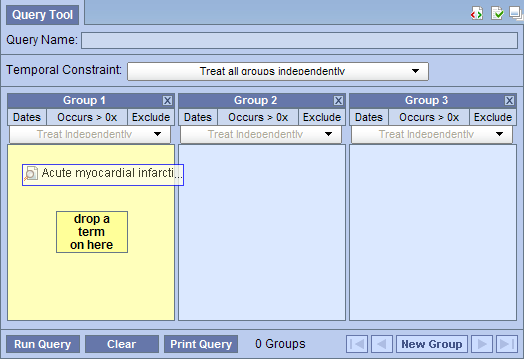 Query Tool
Query Name:
Temporal Constraint: Treat all groups independently
Group 1 Group 2 Group 3
Dates Occurs > 0x Exclude Dates Occurs > 0x Exclude Dates Occurs > 0x Exclude
Treat Independently Treat Independently Treat Independently
Acute myocardial infarcti...
drop a
term
on here
Run Query Clear Print Query 0 Groups New Group